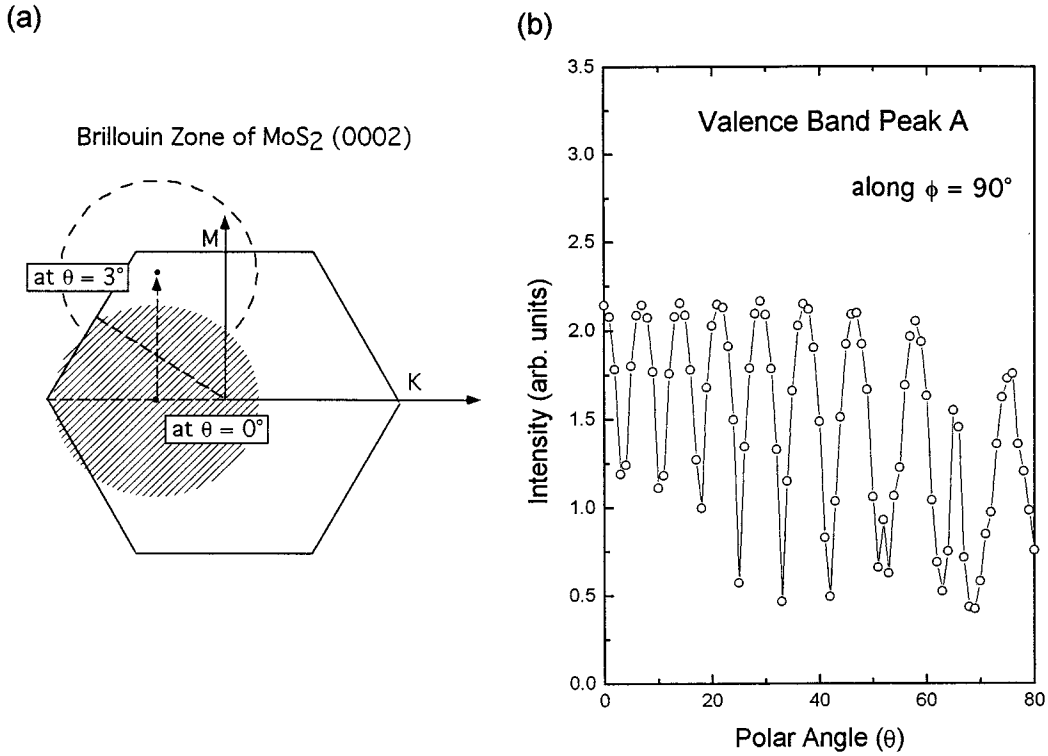 (a)
Brillouin Zone of MoS2 (0002)
M
at θ = 3°
K
at θ = 0°
(b)
Valence Band Peak A
along ϕ = 90°
Intensity (arb. units)
3.5
3.0
2.5
2.0
1.5
1.0
0.5
0.0
0
20
40
60
80
Polar Angle (θ)